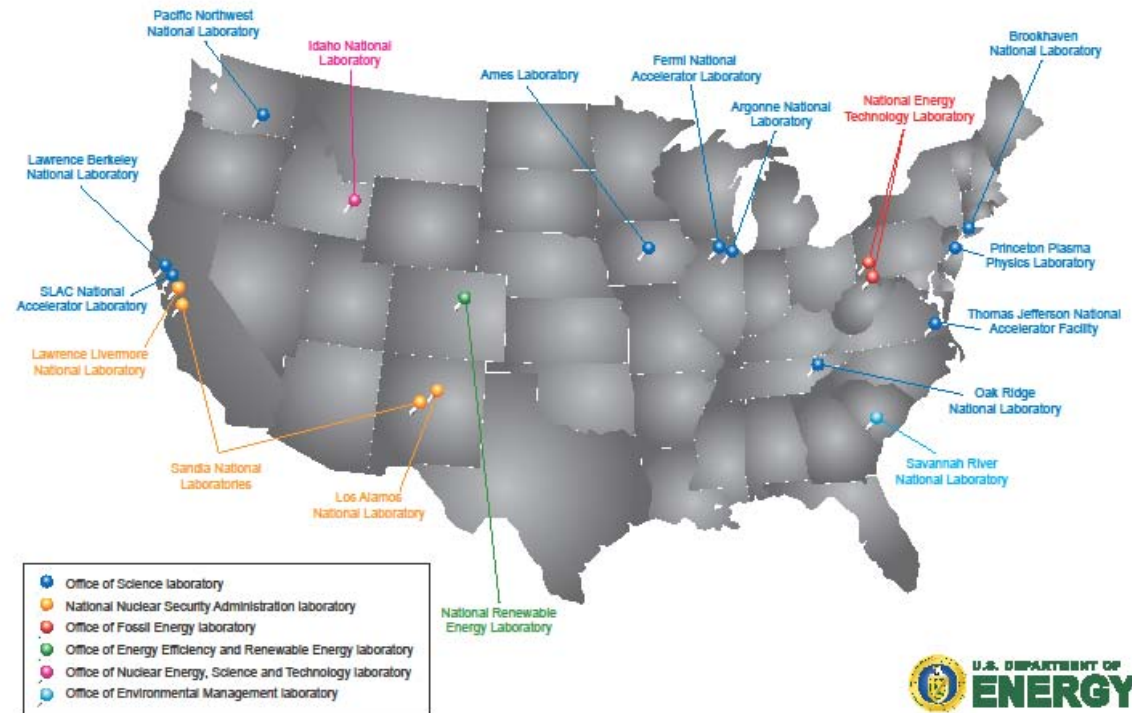 Pacific Northwest
National Laboratory
Idaho National
Laboratory
Ames Laboratory
Fermi National
Accelerator Laboratory
Argonne National
Laboratory
Brookhaven
National Laboratory
National Energy
Technology Laboratory
Lawrence Berkeley
National Laboratory
SLAC National
Accelerator Laboratory
Princeton Plasma
Physics Laboratory
Thomas Jefferson National
Accelerator Facility
Lawrence Livermore
National Laboratory
Oak Ridge
National Laboratory
Savannah River
National Laboratory
Sandia National
Laboratories
Los Alamos
National Laboratory
National Renewable
Energy Laboratory
Office of Science laboratory
National Nuclear Security Administration laboratory
Office of Fossil Energy laboratory
Office of Energy Efficiency and Renewable Energy laboratory
Office of Nuclear Energy, Science and Technology laboratory
Office of Environmental Management laboratory
U.S. DEPARTMENT OF
ENERGY